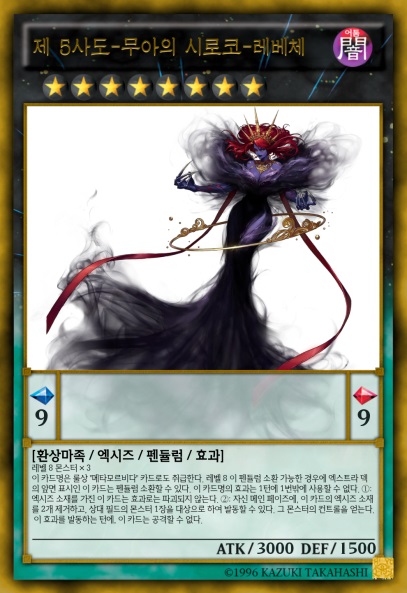 제 5사도-무아의 시로코-레베체
어둠
闇
9 9
[환상마족 / 엑시즈 / 펜듈럼 / 효과]
레벨 8 몬스터 × 3
이 카드명은 룰상 "메타모르비다" 카드로도 취급한다. 레벨 8 이 펜듈럼 소환 가능한 경우에 엑스트라 덱
의 앞면 표시인 이 카드는 펜듈럼 소환할 수 있다. 이 카드명의 효과는 1턴에 1번밖에 사용할 수 없다. ①:
엑시즈 소재를 가진 이 카드는 효과로는 파괴되지 않는다. ②: 자신 메인 페이즈에, 이 카드의 엑시즈 소재
를 2개 제거하고, 상대 필드의 몬스터 1장을 대상으로 하여 발동할 수 있다. 그 몬스터의 컨트롤을 얻는다.
이 효과를 발동하는 턴에, 이 카드는 공격할 수 없다.
ATK / 3000 DEF / 1500
©1996 KAZUKI TAKAHASHI